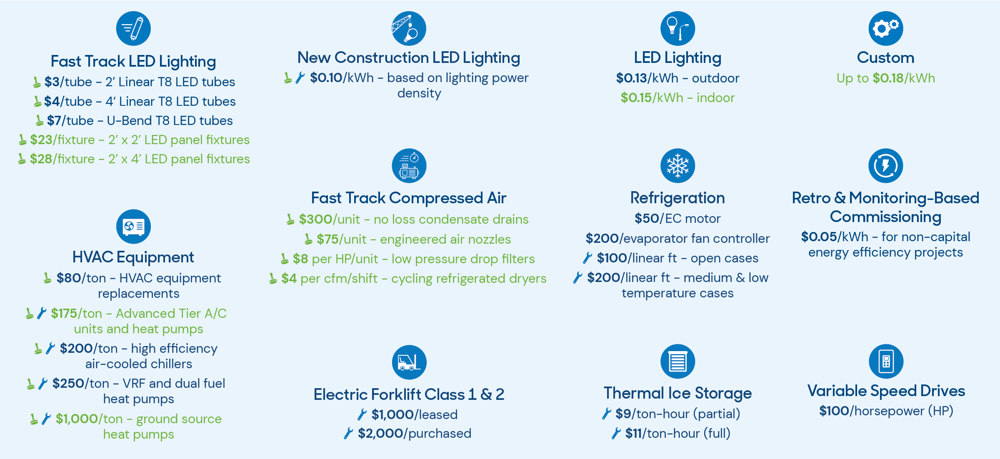 Fast Track LED Lighting
$3/tube – 2’ Linear T8 LED tubes
$4/tube – 4‘ Linear T8 LED tubes
$7/tube – U-Bend T8 LED tubes
$23/fixture – 2’ x 2’ LED panel fixtures
$28/fixture – 2’ x 4’ LED panel fixtures
HVAC Equipment
$80/ton – HVAC equipment
replacements
$175/ton – Advanced Tier A/C
units and heat pumps
$200/ton – high efficiency
air-cooled chillers
$250/ton – VRF and dual fuel
heat pumps
$1,000/ton – ground source
heat pumps
New Construction LED Lighting
$0.10/kWh – based on lighting power
density
Fast Track Compressed Air
$300/unit – no loss condensate drains
$75/unit – engineered air nozzles
$8 per HP/unit – low pressure drop filters
$4 per cfm/shift – cycling refrigerated dryers
Electric Forklift Class 1 & 2
$1,000/leased
$2,000/purchased
LED Lighting
$0.13/kWh – outdoor
$0.15/kWh – indoor
Refrigeration
$50/EC motor
$200/evaporator fan controller
$100/linear ft – open cases
$200/linear ft – medium & low
temperature cases
Thermal Ice Storage
$9/ton-hour (partial)
$11/ton-hour (full)
Custom
Up to $0.18/kWh
Retro & Monitoring-Based
Commissioning
$0.05/kWh – for non-capital
energy efficiency projects
Variable Speed Drives
$100/horsepower (HP)